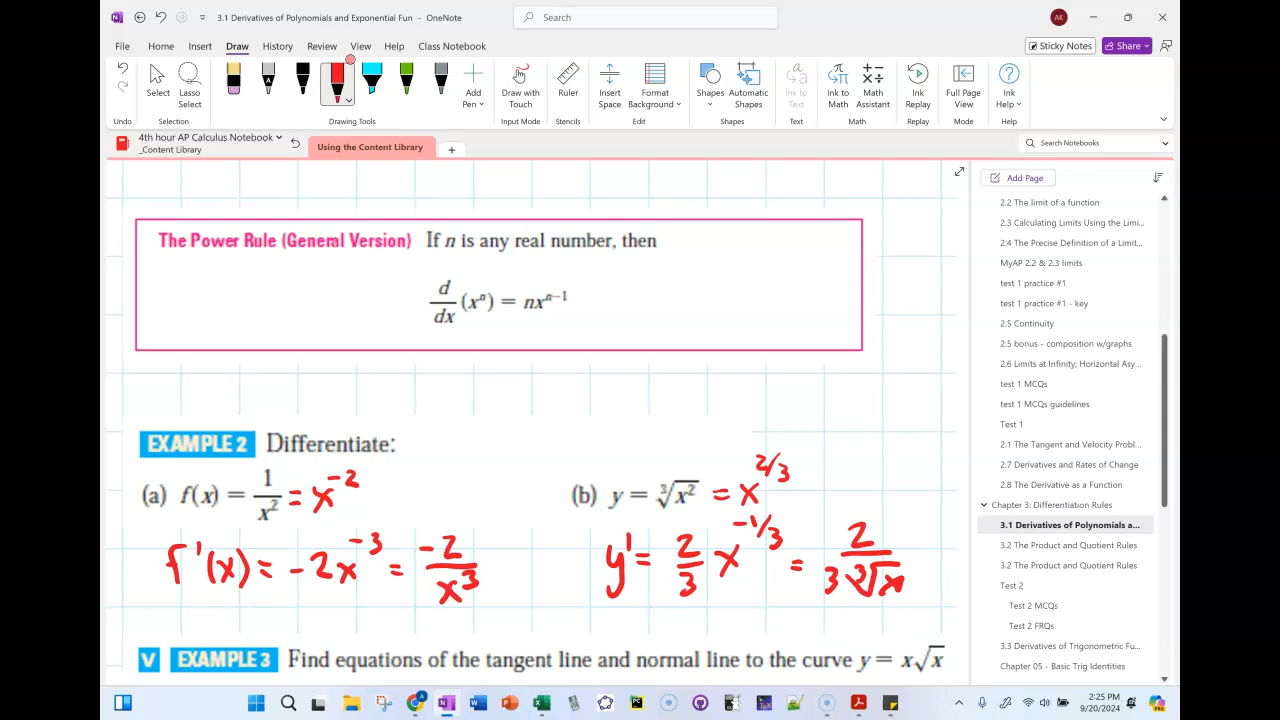 3.1 Derivatives of Polynomials and Exponential Fun - OneNote
Search
AK
File Home Insert Draw History Review View Help Class Notebook
Sticky Notes Share
Select Lasso Select Add Pen Draw with Touch Ruler Insert Space Format Background Shapes Automatic Shapes Ink to Text Ink to Math Math Assistant Ink Replay Full Page View Ink Help
Undo Selection Drawing Tools Input Mode Stencils Edit Shapes Text Math Replay Mode Help
4th hour AP Calculus Notebook
_Content Library
Using the Content Library
+
Search Notebooks
Add Page
The Power Rule (General Version) If n is any real number, then
d/dx (xⁿ) = nxⁿ⁻¹
EXAMPLE 2 Differentiate:
(a) f(x) = 1/x² = x⁻²
(b) y = ∛x² = x^(2/3)
f'(x) = -2x⁻³ = -2/x³
y' = 2/3 x^(-1/3) = 2/(3∛x)
V EXAMPLE 3 Find equations of the tangent line and normal line to the curve y = x√x
2.2 The limit of a function
2.3 Calculating Limits Using the Limi...
2.4 The Precise Definition of a Limit...
MyAP 2.2 & 2.3 limits
test 1 practice #1
test 1 practice #1 - key
2.5 Continuity
2.5 bonus - composition w/graphs
2.6 Limits at Infinity; Horizontal Asy...
test 1 MCQs
test 1 MCQs guidelines
Test 1
2.1 The Tangent and Velocity Probl...
2.7 Derivatives and Rates of Change
2.8 The Derivative as a Function
Chapter 3: Differentiation Rules
3.1 Derivatives of Polynomials a...
3.2 The Product and Quotient Rules
3.2 The Product and Quotient Rules
Test 2
Test 2 MCQs
Test 2 FRQs
3.3 Derivatives of Trigonometric Fu...
Chapter 05 - Basic Trig Identities
2:25 PM
9/20/2024